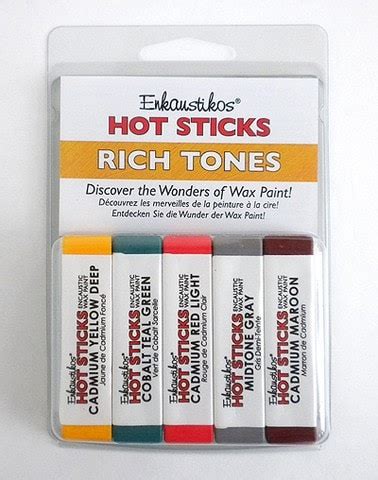 Enkaustikos®
HOT STICKS
RICH TONES
Discover the Wonders of Wax Paint!
Découvrez les merveilles de la peinture à la cire!
Entdecken Sie die Wunder der Wax Paint!
Enkaustikos®
HOT STICKS ENCAUSTIC WAX PAINT
CADMIUM YELLOW DEEP
Jaune de Cadmium Foncé
Enkaustikos®
HOT STICKS ENCAUSTIC WAX PAINT
COBALT TEAL GREEN
Vert de Cobalt Sarcelle
Enkaustikos®
HOT STICKS ENCAUSTIC WAX PAINT
CADMIUM RED LIGHT
Rouge de Cadmium Clair
Enkaustikos®
HOT STICKS ENCAUSTIC WAX PAINT
MIDTONE GRAY
Gris Demi-Teinte
Enkaustikos®
HOT STICKS ENCAUSTIC WAX PAINT
CADMIUM MAROON
Marron de Cadmium